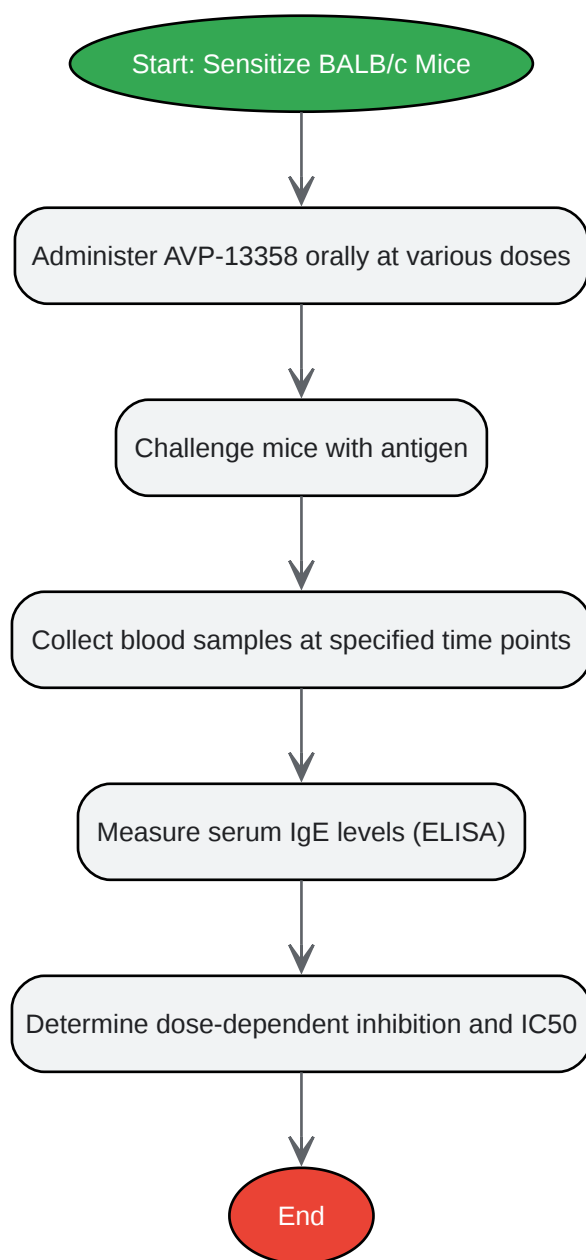 Start: Sensitize BALB/c Mice
Administer AVP-13358 orally at various doses
Challenge mice with antigen
Collect blood samples at specified time points
Measure serum IgE levels (ELISA)
Determine dose-dependent inhibition and IC50
End